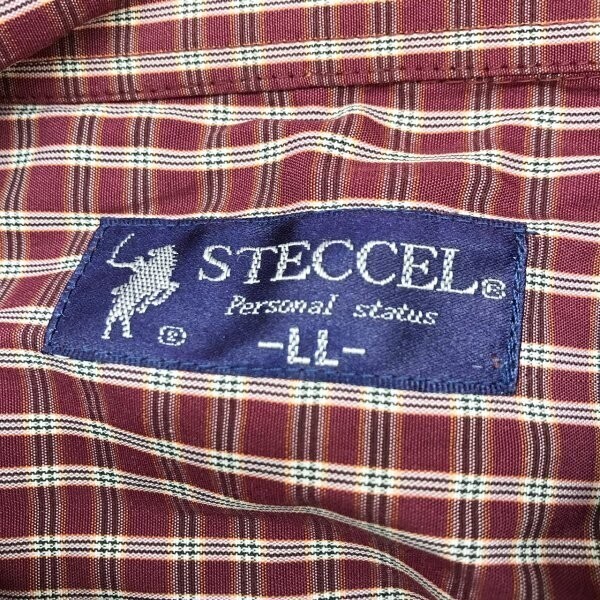 STECCEL®
Personal status
-LL-
®